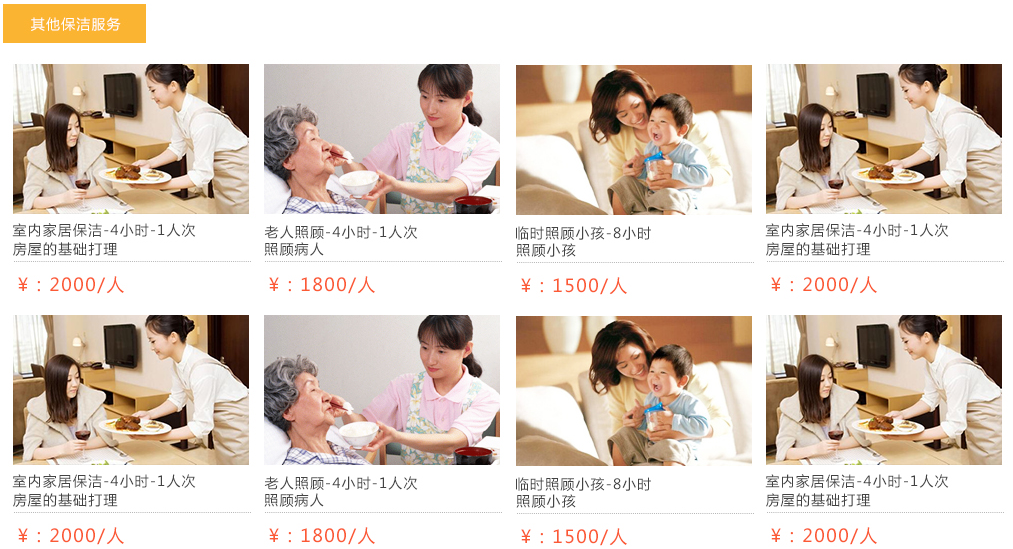 其他保洁服务
室内家居保洁-4小时-1人次
房屋的基础打理
¥：2000/人
老人照顾-4小时-1人次
照顾病人
¥：1800/人
临时照顾小孩-8小时
照顾小孩
¥：1500/人
室内家居保洁-4小时-1人次
房屋的基础打理
¥：2000/人
室内家居保洁-4小时-1人次
房屋的基础打理
¥：2000/人
老人照顾-4小时-1人次
照顾病人
¥：1800/人
临时照顾小孩-8小时
照顾小孩
¥：1500/人
室内家居保洁-4小时-1人次
房屋的基础打理
¥：2000/人